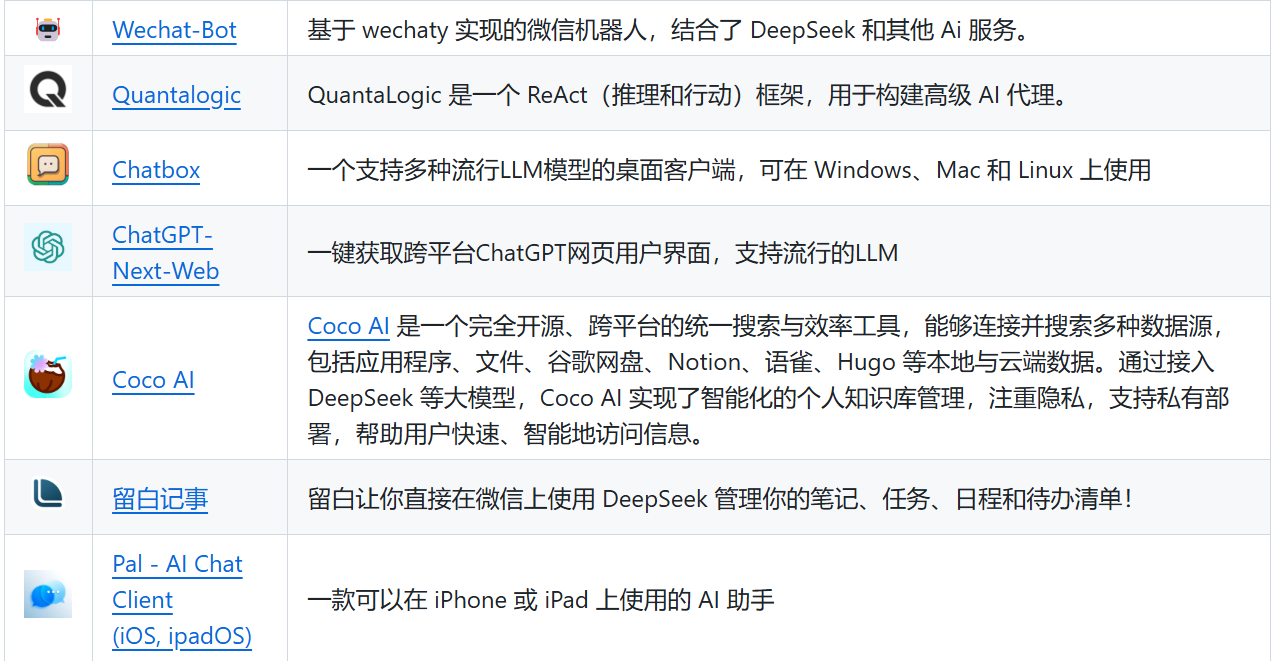 Wechat-Bot
基于 wechaty 实现的微信机器人，结合了 DeepSeek 和其他 Ai 服务。
Quantalogic
QuantaLogic 是一个 ReAct（推理和行动）框架，用于构建高级 AI 代理。
Chatbox
一个支持多种流行LLM模型的桌面客户端，可在 Windows、Mac 和 Linux 上使用
ChatGPT-
Next-Web
一键获取跨平台ChatGPT网页用户界面，支持流行的LLM
Coco AI
Coco AI 是一个完全开源、跨平台的统一搜索与效率工具，能够连接并搜索多种数据源，
包括应用程序、文件、谷歌网盘、Notion、语雀、Hugo 等本地与云端数据。通过接入
DeepSeek 等大模型，Coco AI 实现了智能化的个人知识库管理，注重隐私，支持私有部
署，帮助用户快速、智能地访问信息。
留白记事
留白让你直接在微信上使用 DeepSeek 管理你的笔记、任务、日程和待办清单！
Pal - AI Chat
Client
(iOS, ipadOS)
一款可以在 iPhone 或 iPad 上使用的 AI 助手